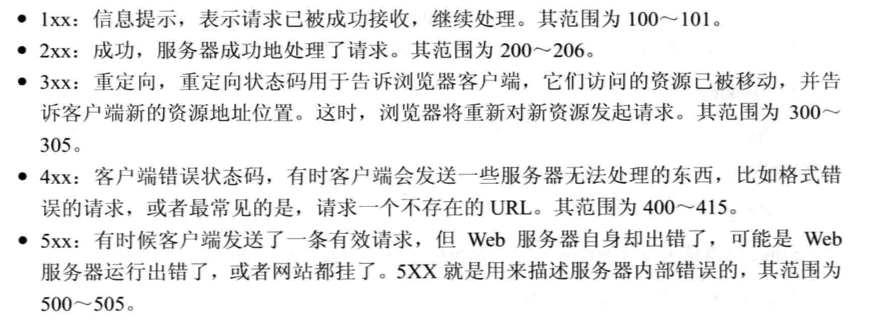 ● 1xx：信息提示，表示请求已被成功接收，继续处理。其范围为 100～101。
● 2xx：成功，服务器成功地处理了请求。其范围为 200～206。
● 3xx：重定向，重定向状态码用于告诉浏览器客户端，它们访问的资源已被移动，并告
诉客户端新的资源地址位置。这时，浏览器将重新对新资源发起请求。其范围为 300～
305。
● 4xx：客户端错误状态码，有时客户端会发送一些服务器无法处理的东西，比如格式错
误的请求，或者最常见的是，请求一个不存在的 URL。其范围为 400～415。
● 5xx：有时候客户端发送了一条有效请求，但 Web 服务器自身却出错了，可能是 Web
服务器运行出错了，或者网站都挂了。5XX 就是用来描述服务器内部错误的，其范围为
500～505。